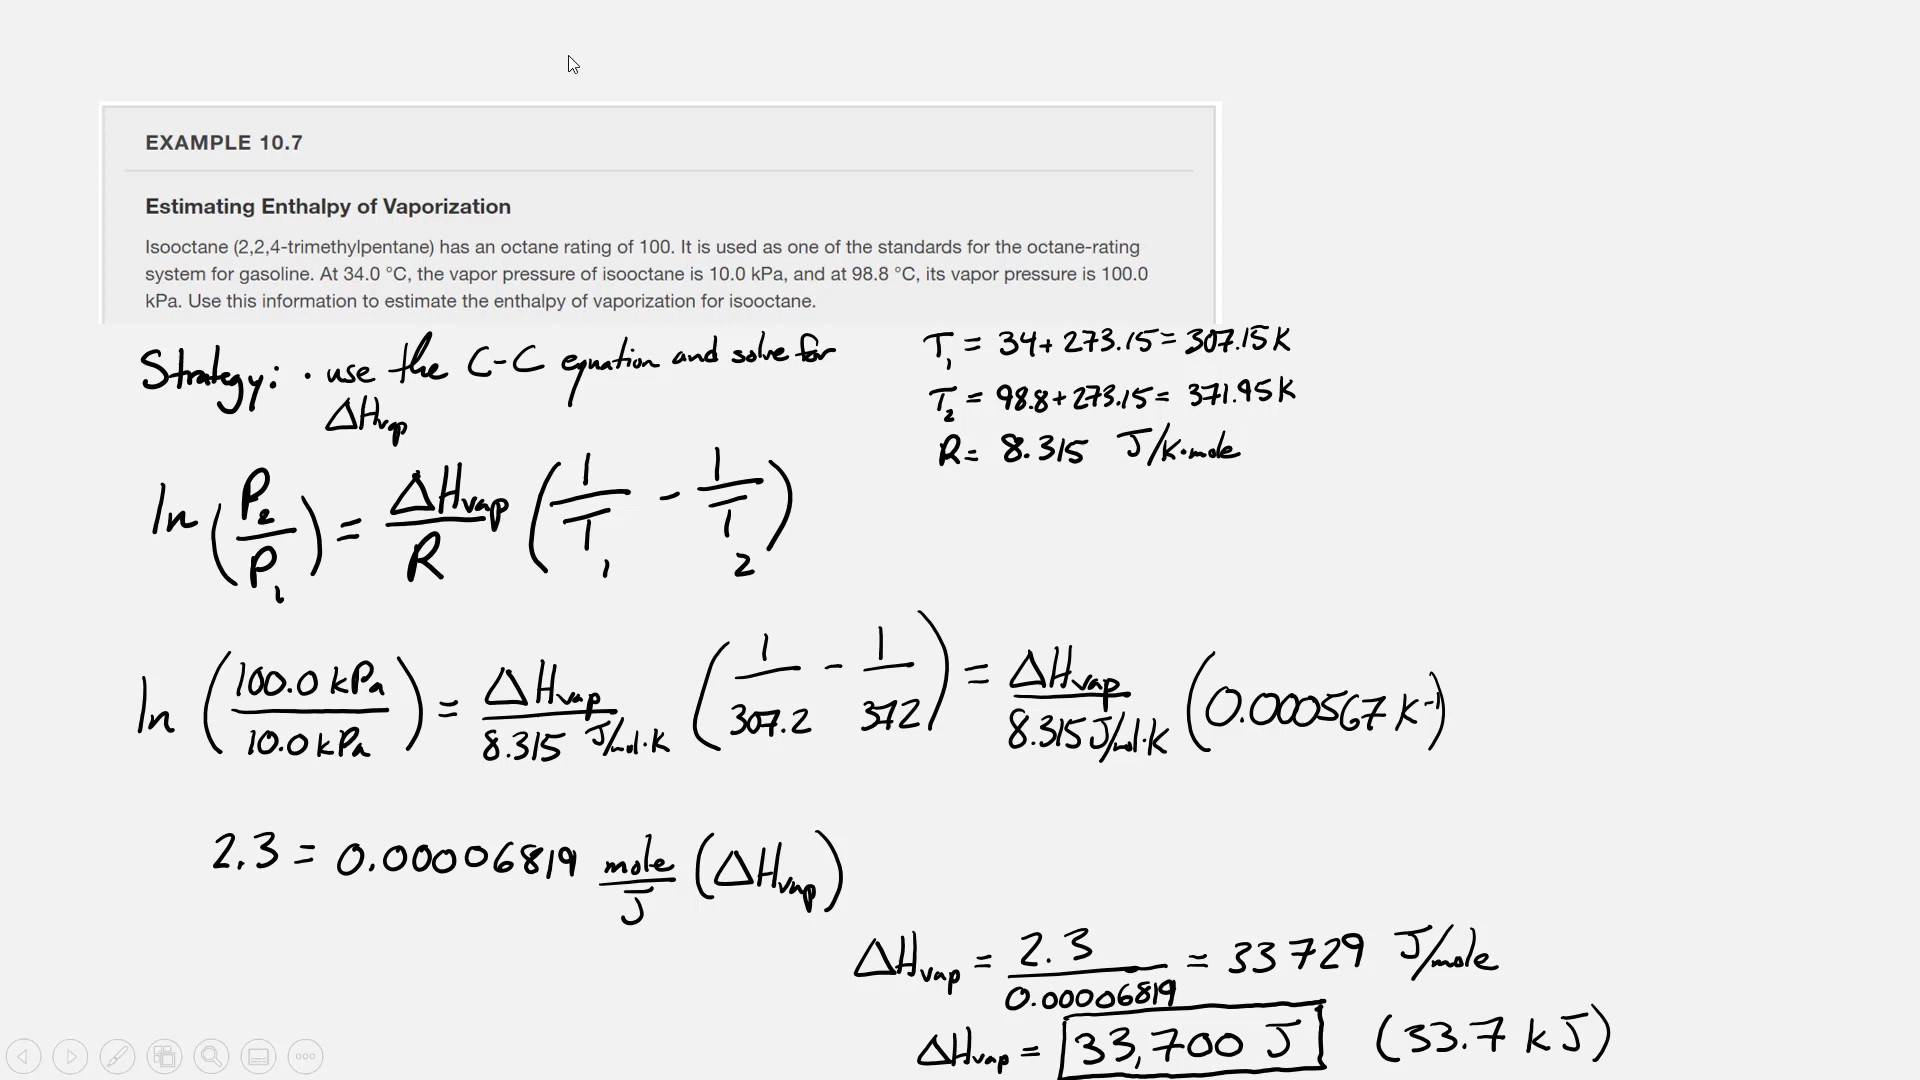 EXAMPLE 10.7
Estimating Enthalpy of Vaporization
Isooctane (2,2,4-trimethylpentane) has an octane rating of 100. It is used as one of the standards for the octane-rating
system for gasoline. At 34.0 °C, the vapor pressure of isooctane is 10.0 kPa, and at 98.8 °C, its vapor pressure is 100.0
kPa. Use this information to estimate the enthalpy of vaporization for isooctane.
Strategy: • use the C-C equation and solve for
ΔHvap
T₁ = 34 + 273.15 = 307.15 K
T₂ = 98.8 + 273.15 = 371.95 K
R = 8.315 J/K·mole
ln (P₂/P₁) = ΔHvap/R (1/T₁ - 1/T₂)
ln (100.0 kPa/10.0 kPa) = ΔHvap/8.315 J/mol·K (1/307.2 - 1/372) = ΔHvap/8.315 J/mol·K (0.000567 K⁻¹)
2.3 = 0.00006819 mole/J (ΔHvap)
ΔHvap = 2.3/0.00006819 = 33729 J/mole
ΔHvap = 33,700 J (33.7 kJ)